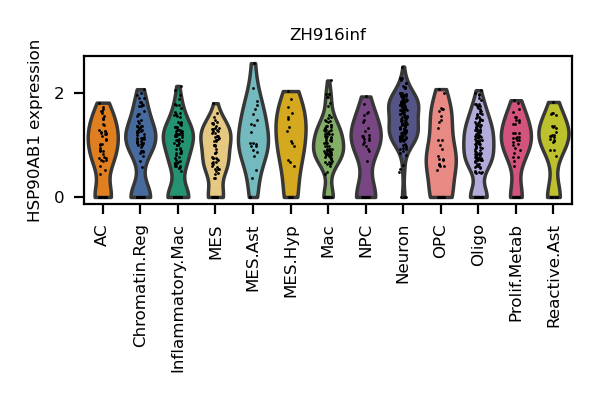 ZH916inf
HSP90AB1 expression
2
0
AC
Chromatin.Reg
Inflammatory.Mac
MES
MES.Ast
MES.Hyp
Mac
NPC
Neuron
OPC
Oligo
Prolif.Metab
Reactive.Ast